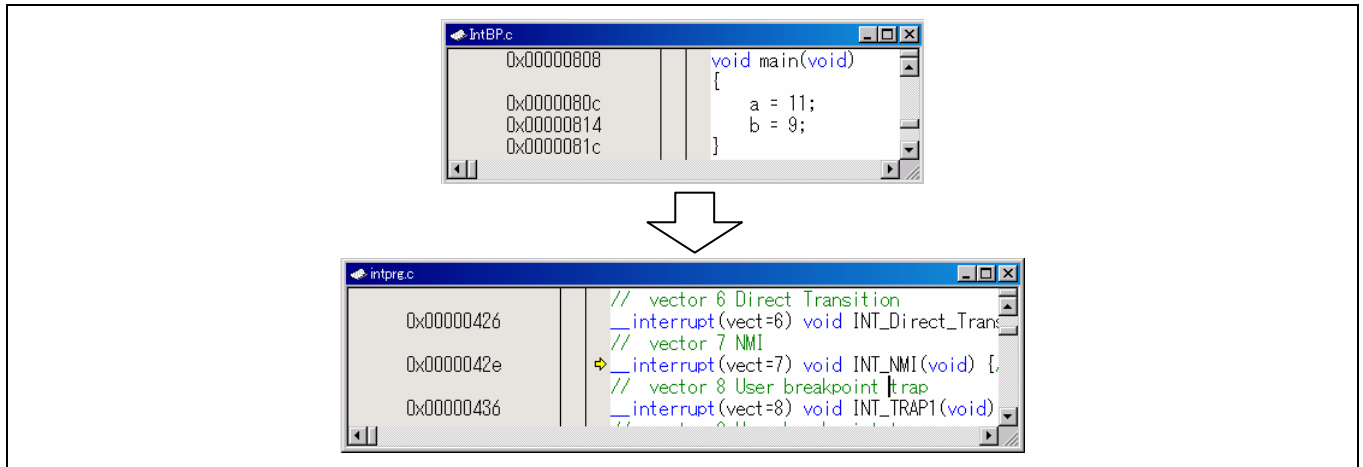 IntBP.c
0x00000808 void main(void)
{
0x0000080c a = 11;
0x00000814 b = 9;
0x0000081c }
intprg.c
// vector 6 Direct Transition
0x00000426 __interrupt(vect=6) void INT_Direct_Trans
// vector 7 NMI
0x0000042e __interrupt(vect=7) void INT_NMI(void) {/
// vector 8 User breakpoint trap
0x00000436 __interrupt(vect=8) void INT_TRAP1(void)